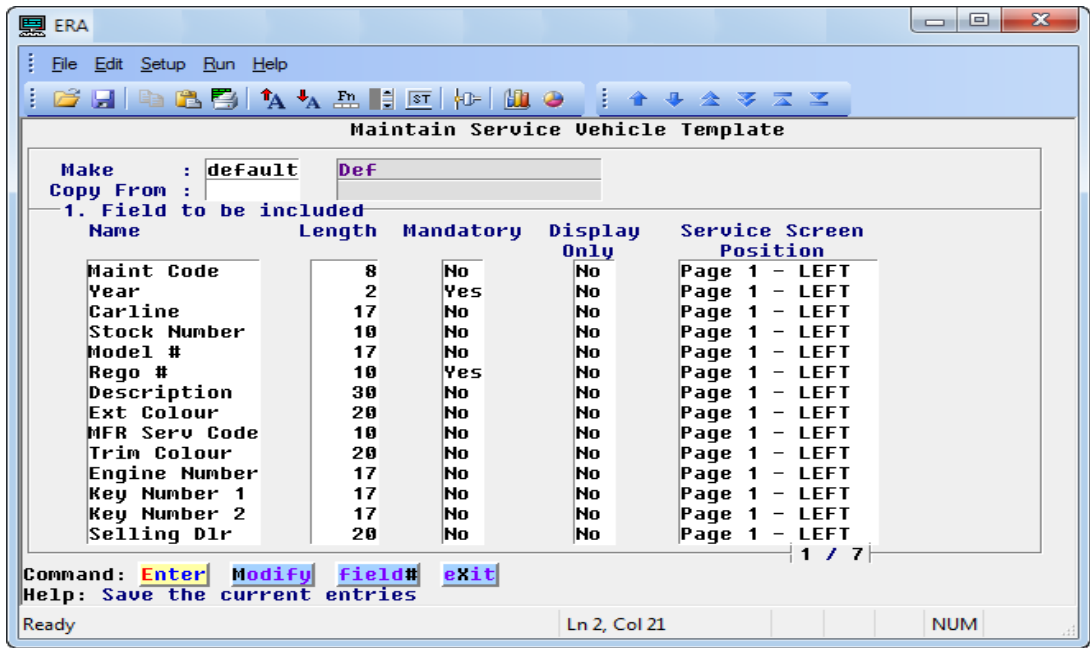 ERA
File Edit Setup Run Help
Fn ST
Maintain Service Vehicle Template
Make : default Def
Copy From :
1. Field to be included
Name Length Mandatory Display Only Service Screen Position
Maint Code 8 No No Page 1 - LEFT
Year 2 Yes No Page 1 - LEFT
Carline 17 No No Page 1 - LEFT
Stock Number 10 No No Page 1 - LEFT
Model # 17 No No Page 1 - LEFT
Rego # 10 Yes No Page 1 - LEFT
Description 30 No No Page 1 - LEFT
Ext Colour 20 No No Page 1 - LEFT
MFR Serv Code 10 No No Page 1 - LEFT
Trim Colour 20 No No Page 1 - LEFT
Engine Number 17 No No Page 1 - LEFT
Key Number 1 17 No No Page 1 - LEFT
Key Number 2 17 No No Page 1 - LEFT
Selling Dlr 20 No No Page 1 - LEFT
1 / 7
Command: Enter Modify field# eXit
Help: Save the current entries
Ready Ln 2, Col 21 NUM